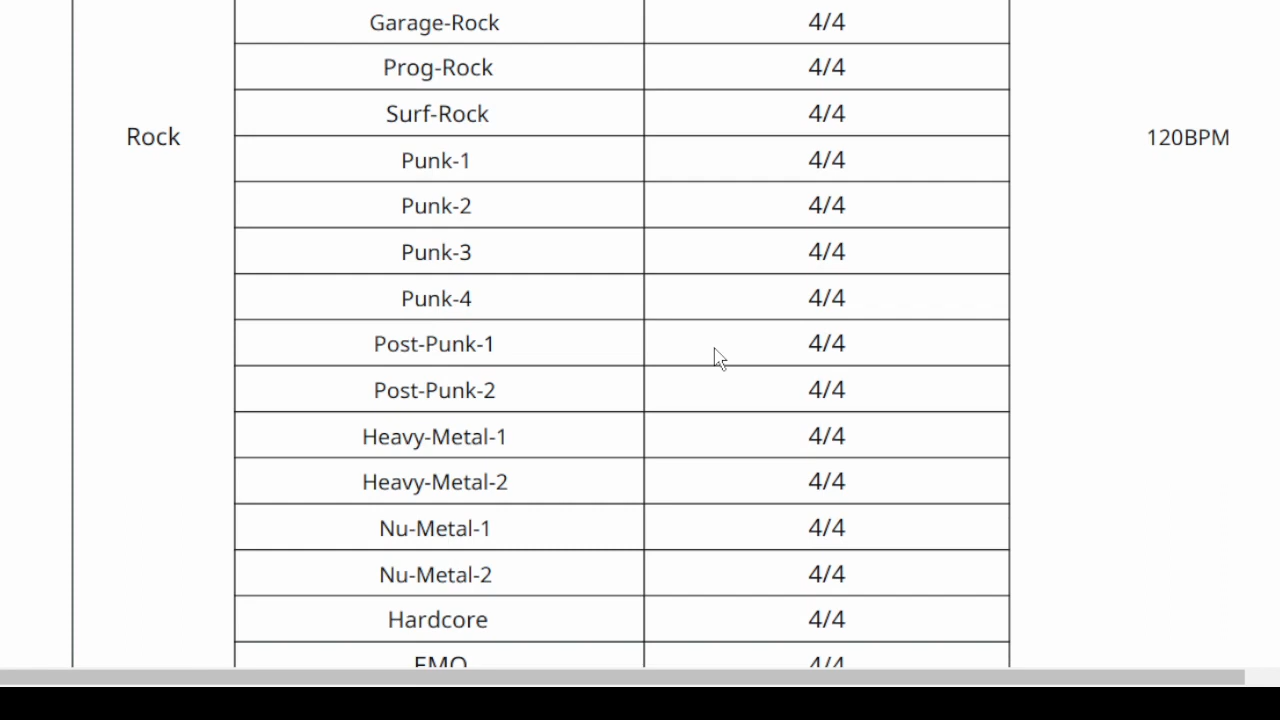 Garage-Rock 4/4
Prog-Rock 4/4
Surf-Rock 4/4
Rock 120BPM
Punk-1 4/4
Punk-2 4/4
Punk-3 4/4
Punk-4 4/4
Post-Punk-1 4/4
Post-Punk-2 4/4
Heavy-Metal-1 4/4
Heavy-Metal-2 4/4
Nu-Metal-1 4/4
Nu-Metal-2 4/4
Hardcore 4/4
EMO 4/4